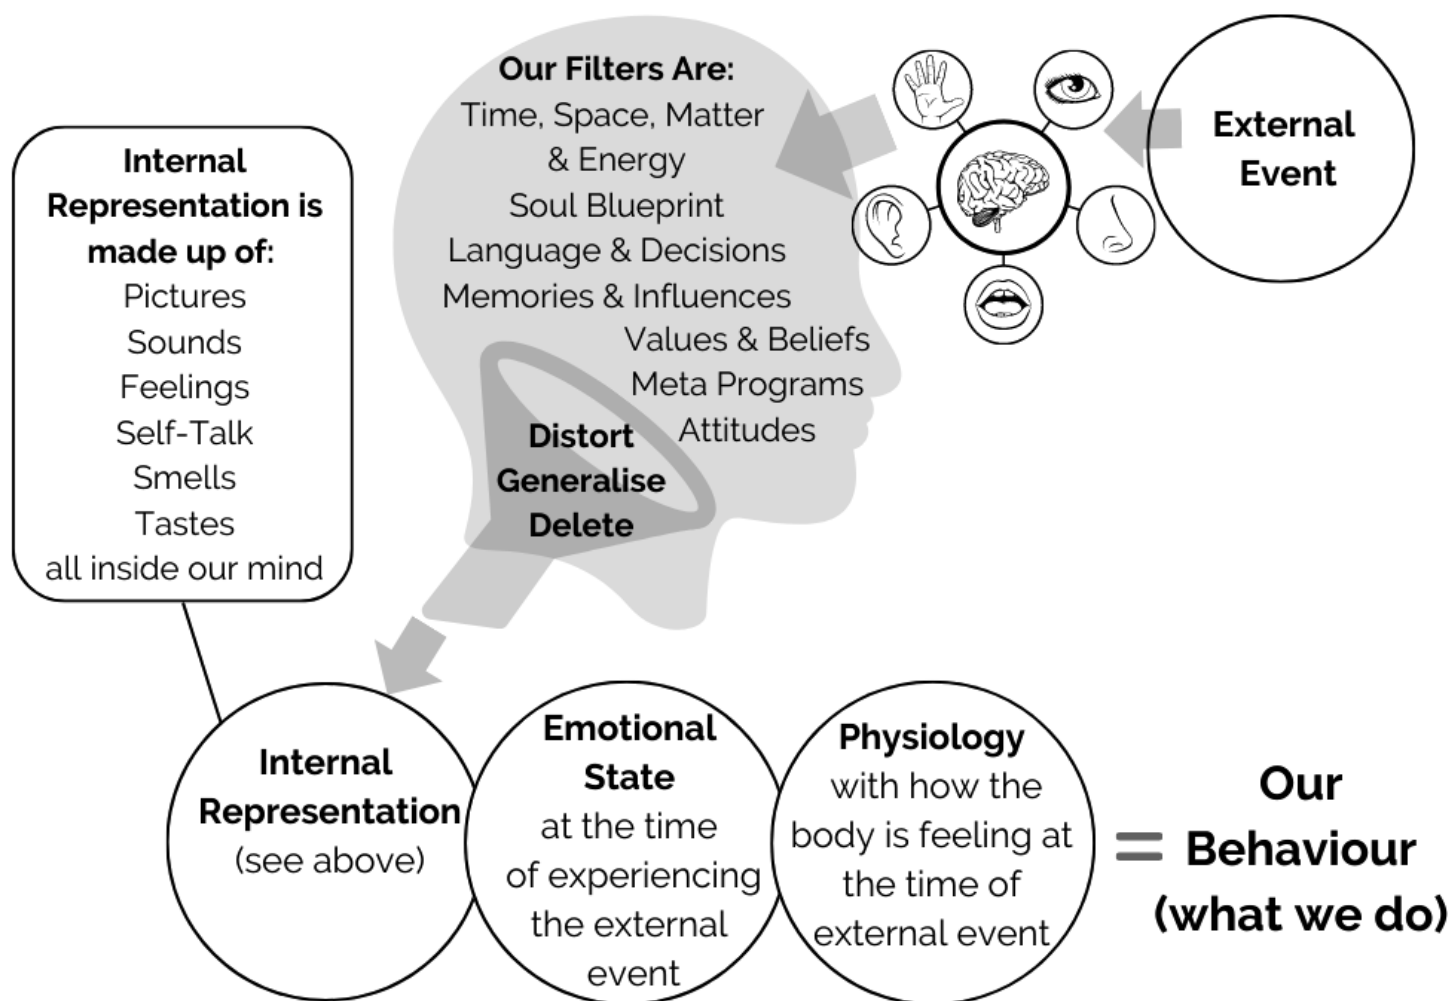 Our Filters Are:
Time, Space, Matter
& Energy
Soul Blueprint
Language & Decisions
Memories & Influences
Values & Beliefs
Meta Programs
Attitudes
Distort
Generalise
Delete
External
Event
Internal
Representation is
made up of:
Pictures
Sounds
Feelings
Self-Talk
Smells
Tastes
all inside our mind
Internal
Representation
(see above)
Emotional
State
at the time
of experiencing
the external
event
Physiology
with how the
body is feeling at
the time of
external event
=
Our
Behaviour
(what we do)